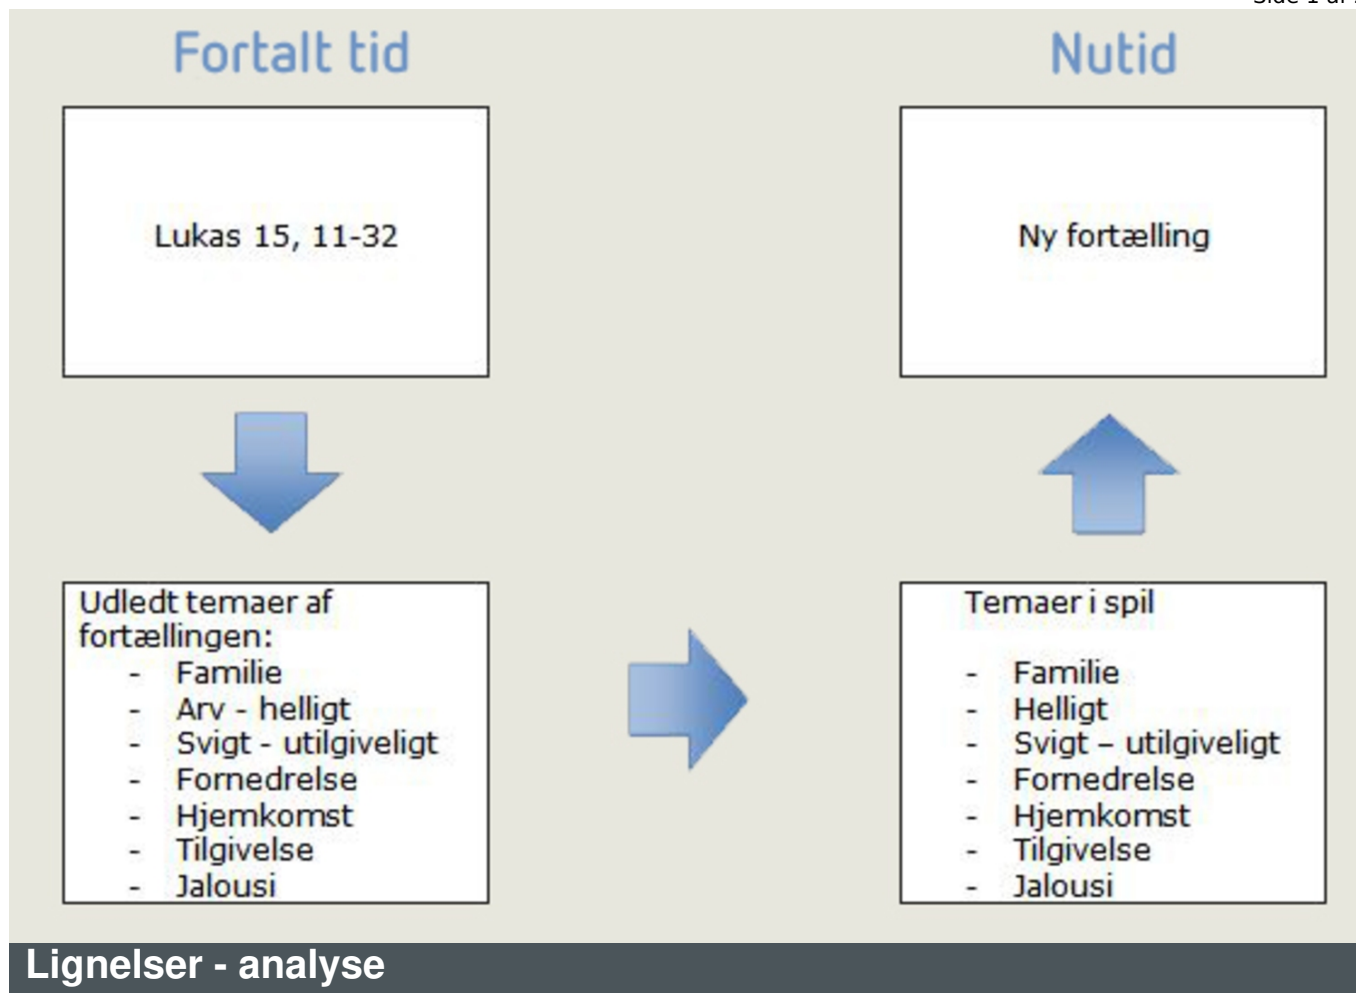 Fortalt tid
Nutid
Lukas 15, 11-32
Ny fortælling
Udledt temaer af
fortællingen:
- Familie
- Arv - helligt
- Svigt - utilgiveligt
- Fornedrelse
- Hjemkomst
- Tilgivelse
- Jalousi
Temaer i spil
- Familie
- Helligt
- Svigt – utilgiveligt
- Fornedrelse
- Hjemkomst
- Tilgivelse
- Jalousi
Lignelser - analyse